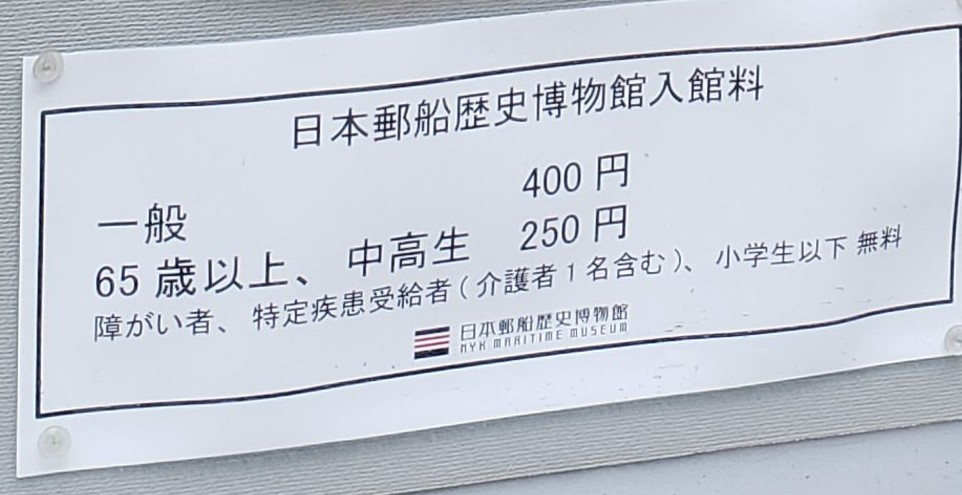 日本郵船歴史博物館入館料
一般 400 円
65 歳以上、中高生 250 円
障がい者、特定疾患受給者(介護者1名含む)、小学生以下 無料
日本郵船歴史博物館
NYK MARITIME MUSEUM